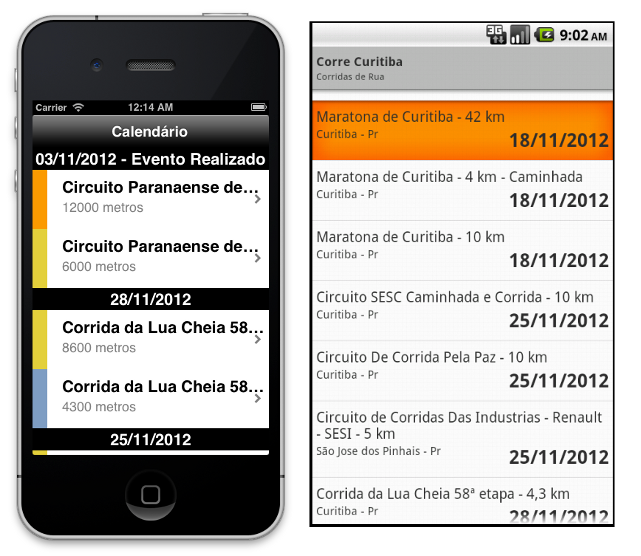 Carrier
12:14 AM
Calendário
03/11/2012 - Evento Realizado
Circuito Paranaense de...
12000 metros
Circuito Paranaense de...
6000 metros
28/11/2012
Corrida da Lua Cheia 58...
8600 metros
Corrida da Lua Cheia 58...
4300 metros
25/11/2012
3G
9:02 AM
Corre Curitiba
Corridas de Rua
Maratona de Curitiba - 42 km
Curitiba - Pr
18/11/2012
Maratona de Curitiba - 4 km - Caminhada
Curitiba - Pr
18/11/2012
Maratona de Curitiba - 10 km
Curitiba - Pr
18/11/2012
Circuito SESC Caminhada e Corrida - 10 km
Curitiba - Pr
25/11/2012
Circuito De Corrida Pela Paz - 10 km
Curitiba - Pr
25/11/2012
Circuito de Corridas Das Industrias - Renault
- SESI - 5 km
São Jose dos Pinhais - Pr
25/11/2012
Corrida da Lua Cheia 58ª etapa - 4,3 km
Curitiba - Pr
28/11/2012